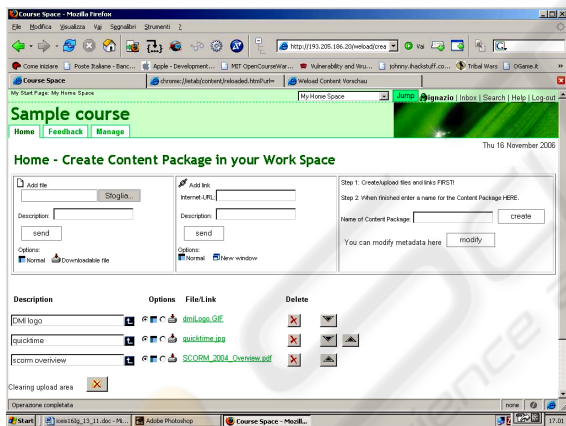 Course Space - Mozilla Firefox
File Modifica Visualizza Vai Segnalibri Strumenti ?
http://193.205.186.20/weload/crea Vai
Come iniziare Poste Italiane - Banc... Apple - Development... MIT OpenCourseWar... Vulnerability and Wru... johnny.ihackstuff.co... Tribal Wars OGame.it
Course Space chrome://ietab/content/reloaded.html?url= Weload Content Vorschau
My Start Page: My Home Space My Home Space Jump gignazio | Inbox | Search | Help | Log-out
Sample course
Home Feedback Manage
Thu 16 November 2006
Home - Create Content Package in your Work Space
Add file
Sfoglia...
Description:
send
Options:
Normal Downloadable file
Add link
Internet-URL:
Description:
send
Options:
Normal New window
Step 1: Create/upload files and links FIRST!
Step 2: When finished enter a name for the Content Package HERE.
Name of Content Package: create
You can modify metadata here modify
Description Options File/Link Delete
DMI logo dmiLogo.GIF
quicktime quicktime.jpg
scorm overiview SCORM_2004_Overview.pdf
Clearing upload area
Operazione completata none
Start icem16lg_13_11.doc - Mi... Adobe Photoshop Course Space - Mozill... 17.01